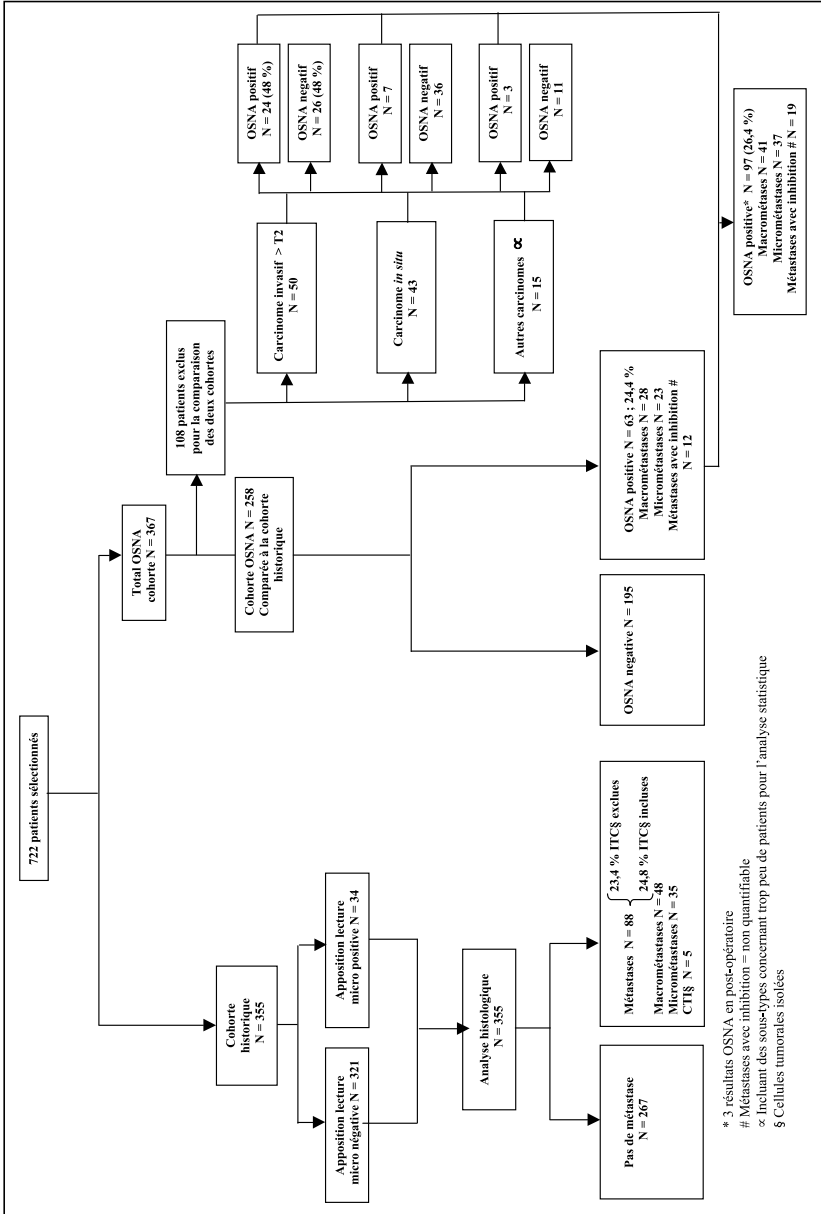 722 patients sélectionnés
Cohorte
historique
N = 355
Total OSNA
cohorte N = 367
Apposition lecture
micro négative N = 321
Apposition lecture
micro positive N = 34
Cohorte OSNA N = 258
Comparée à la cohorte
historique
108 patients exclus
pour la comparaison
des deux cohortes
Analyse histologique
N = 355
Carcinome invasif > T2
N = 50
Carcinome in situ
N = 43
Autres carcinomes ∝
N = 15
OSNA positif
N = 24 (48 %)
OSNA negatif
N = 26 (48 %)
OSNA positif
N = 7
OSNA negatif
N = 36
OSNA positif
N = 3
OSNA negatif
N = 11
Pas de métastase
N = 267
Métastases N = 88
23,4 % ITC§ exclues
24,8 % ITC§ incluses
Macrométastases N = 48
Micrométastases N = 35
CTI§ N = 5
OSNA negative N = 195
OSNA positive N = 63 ; 24,4 %
Macrométastases N = 28
Micrométastases N = 23
Métastases avec inhibition #
N = 12
OSNA positive* N = 97 (26,4 %)
Macrométases N = 41
Micrométastases N = 37
Métastases avec inhibition # N = 19
* 3 résultats OSNA en post-opératoire
# Métastases avec inhibition = non quantifiable
∝ Incluant des sous-types concernant trop peu de patients pour l'analyse statistique
§ Cellules tumorales isolées